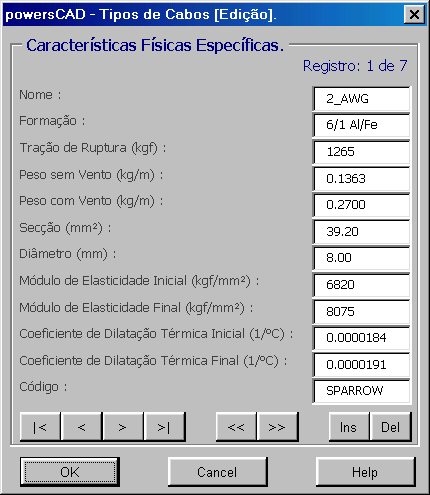 powersCAD - Tipos de Cabos [Edição].
Características Físicas Específicas.
Registro: 1 de 7
Nome : 2_AWG
Formação : 6/1 Al/Fe
Tração de Ruptura (kgf) : 1265
Peso sem Vento (kg/m) : 0.1363
Peso com Vento (kg/m) : 0.2700
Secção (mm²) : 39.20
Diâmetro (mm) : 8.00
Módulo de Elasticidade Inicial (kgf/mm²) : 6820
Módulo de Elasticidade Final (kgf/mm²) : 8075
Coeficiente de Dilatação Térmica Inicial (1/ºC) : 0.0000184
Coeficiente de Dilatação Térmica Final (1/ºC) : 0.0000191
Código : SPARROW
|< < > >| << >> Ins Del
OK Cancel Help